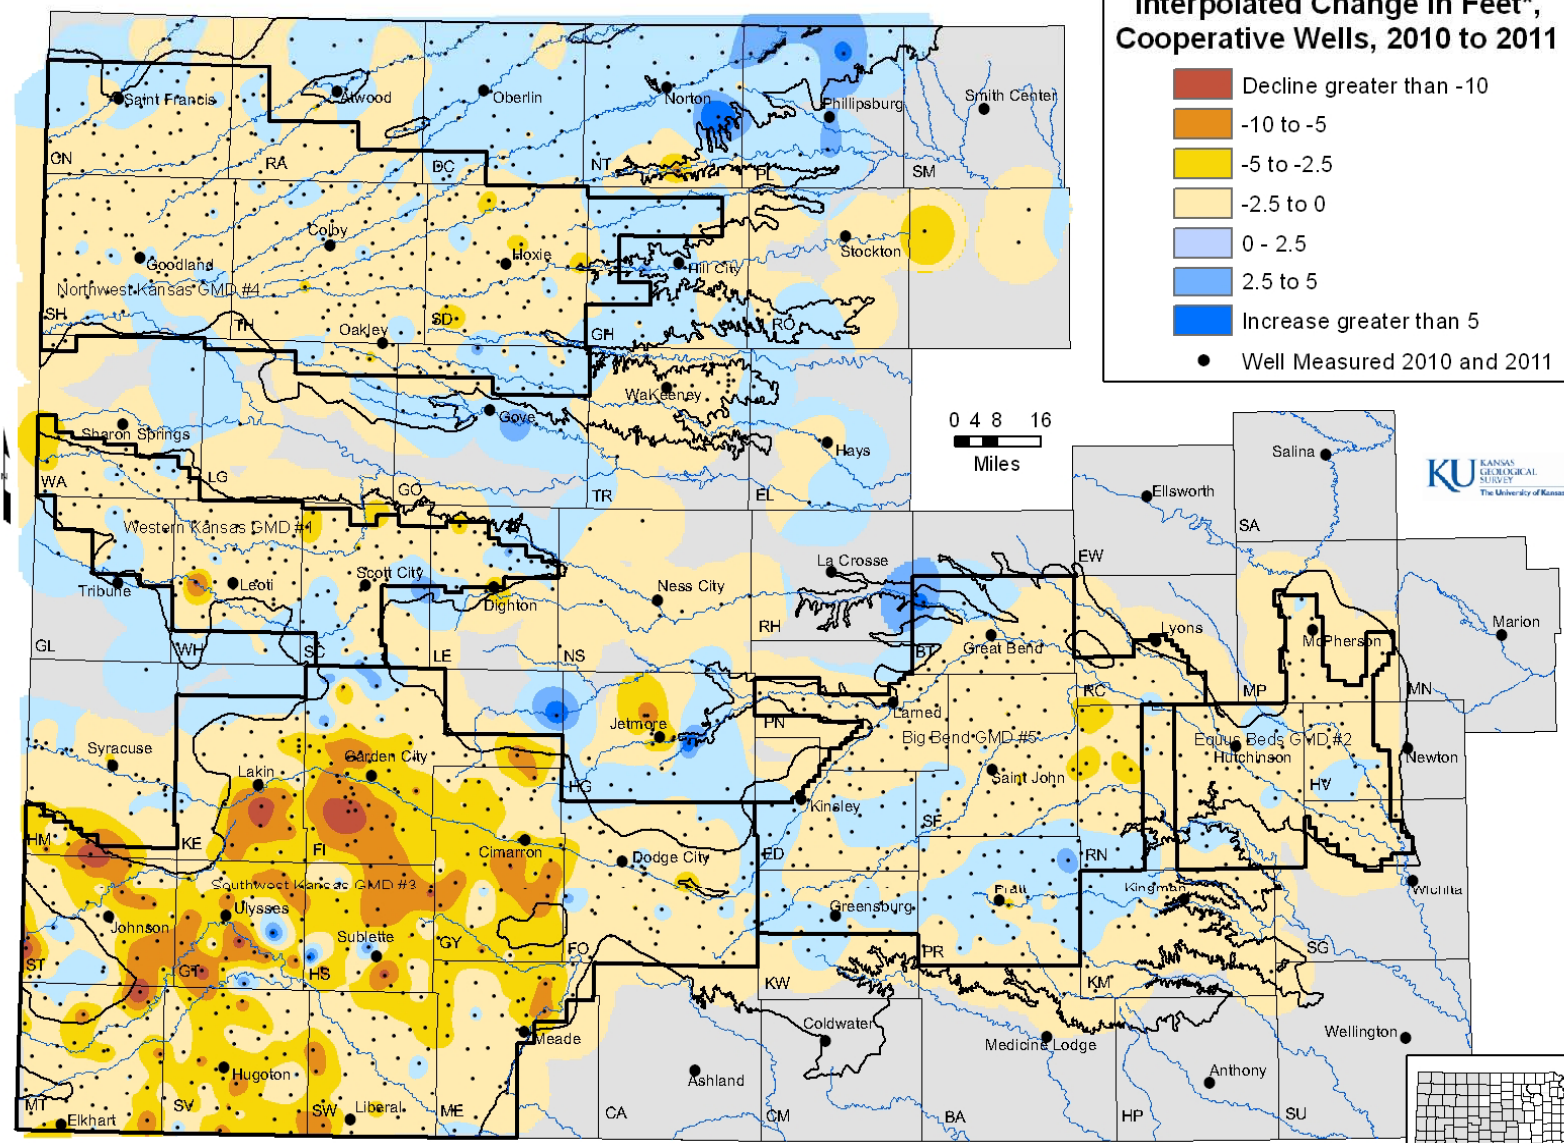 Interpolated Change in Feet*,
Cooperative Wells, 2010 to 2011
Decline greater than -10
-10 to -5
-5 to -2.5
-2.5 to 0
0 - 2.5
2.5 to 5
Increase greater than 5
Well Measured 2010 and 2011
0 4 8 16
Miles
KU KANSAS
GEOLOGICAL
SURVEY
The University of Kansas
N
Saint Francis
Atwood
Oberlin
Norton
Phillipsburg
Smith Center
CN
RA
DC
NT
PL
SM
Colby
Goodland
Hoxie
Hill City
Stockton
Northwest Kansas GMD #4
SH
TH
Oakley
SD
GH
RO
Sharon Springs
Gove
WaKeeney
Hays
WA
LG
GO
TR
EL
Salina
Ellsworth
SA
EW
Western Kansas GMD #1
Tribune
Leoti
Scott City
Dighton
Ness City
La Crosse
RH
GL
WH
SC
LE
NS
BT
Great Bend
Lyons
McPherson
Marion
RC
MP
MN
Syracuse
Garden City
Lakin
Jetmore
PN
Larned
Big Bend GMD #5
Equus Beds GMD #2
Hutchinson
Newton
Saint John
HV
HM
KE
FI
HG
Kinsley
SF
Cimarron
Dodge City
ED
RN
Southwest Kansas GMD #3
Johnson
Ulysses
Sublette
GY
FO
Greensburg
Pratt
Kingman
Wichita
ST
GT
HS
KW
PR
KM
SG
Meade
Coldwater
Medicine Lodge
Wellington
Hugoton
Ashland
Anthony
MT
Elkhart
SV
SW
Liberal
ME
CA
CM
BA
HP
SU